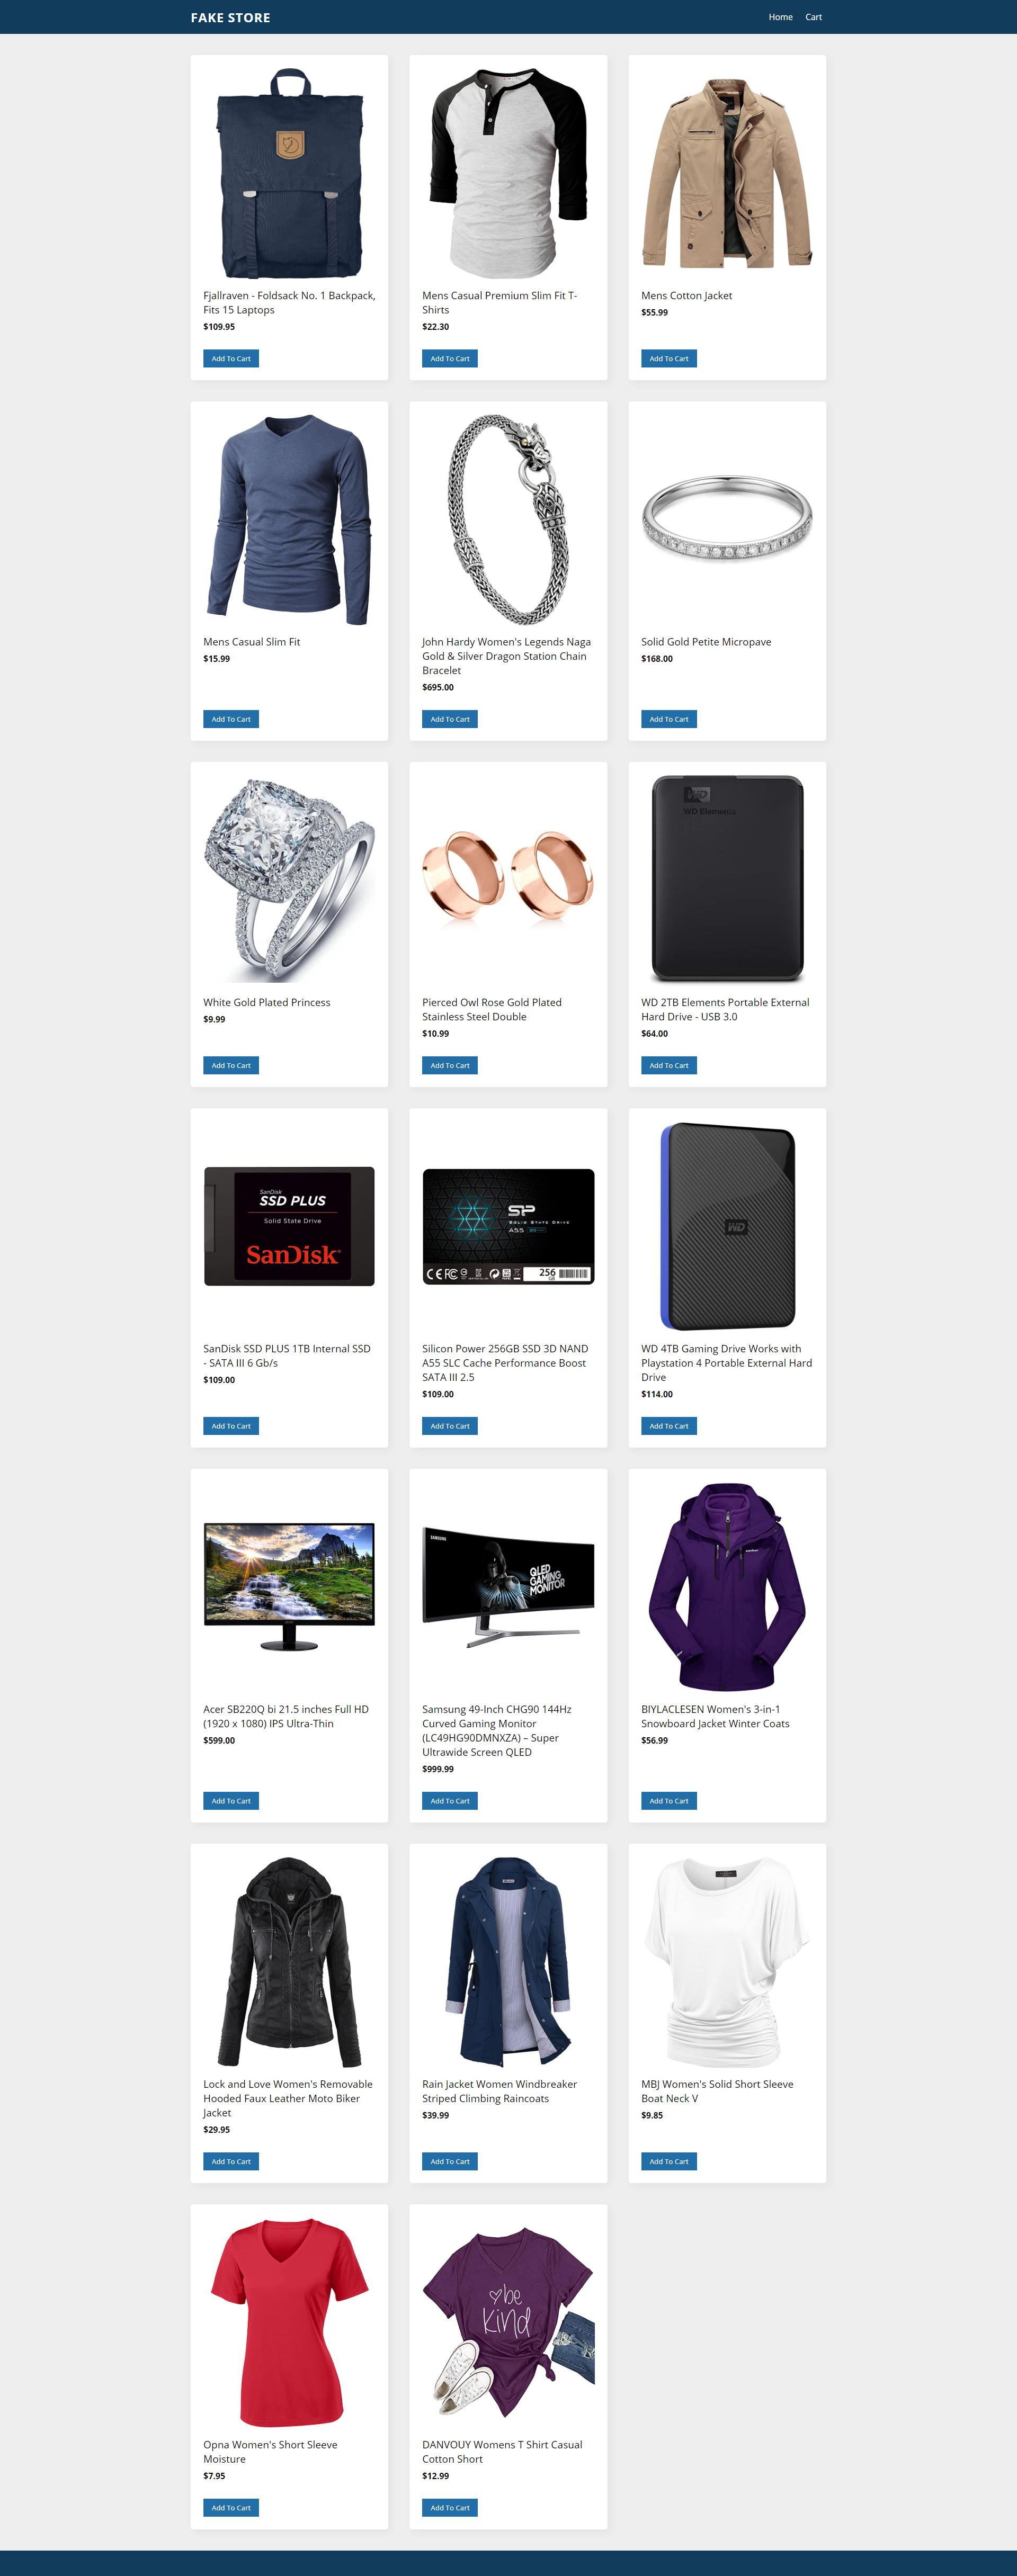 FAKE STORE
Home
Cart
Fjallraven - Foldsack No. 1 Backpack,
Fits 15 Laptops
$109.95
Add To Cart
Mens Casual Premium Slim Fit T-
Shirts
$22.30
Add To Cart
Mens Cotton Jacket
$55.99
Add To Cart
Mens Casual Slim Fit
$15.99
Add To Cart
John Hardy Women's Legends Naga
Gold & Silver Dragon Station Chain
Bracelet
$695.00
Add To Cart
Solid Gold Petite Micropave
$168.00
Add To Cart
White Gold Plated Princess
$9.99
Add To Cart
Pierced Owl Rose Gold Plated
Stainless Steel Double
$10.99
Add To Cart
WD
WD Elements
WD 2TB Elements Portable External
Hard Drive - USB 3.0
$64.00
Add To Cart
SanDisk
SSD PLUS
Solid State Drive
SanDisk
SanDisk SSD PLUS 1TB Internal SSD
- SATA III 6 Gb/s
$109.00
Add To Cart
SP
SOLID STATE DRIVE
A55
256
GB
Silicon Power 256GB SSD 3D NAND
A55 SLC Cache Performance Boost
SATA III 2.5
$109.00
Add To Cart
WD
WD 4TB Gaming Drive Works with
Playstation 4 Portable External Hard
Drive
$114.00
Add To Cart
Acer SB220Q bi 21.5 inches Full HD
(1920 x 1080) IPS Ultra-Thin
$599.00
Add To Cart
SAMSUNG
QLED
GAMING
MONITOR
Samsung 49-Inch CHG90 144Hz
Curved Gaming Monitor
(LC49HG90DMNXZA) – Super
Ultrawide Screen QLED
$999.99
Add To Cart
BIYLACLESEN Women's 3-in-1
Snowboard Jacket Winter Coats
$56.99
Add To Cart
Lock and Love Women's Removable
Hooded Faux Leather Moto Biker
Jacket
$29.95
Add To Cart
Rain Jacket Women Windbreaker
Striped Climbing Raincoats
$39.99
Add To Cart
MBJ Women's Solid Short Sleeve
Boat Neck V
$9.85
Add To Cart
Opna Women's Short Sleeve
Moisture
$7.95
Add To Cart
be
kind
DANVOUY Womens T Shirt Casual
Cotton Short
$12.99
Add To Cart